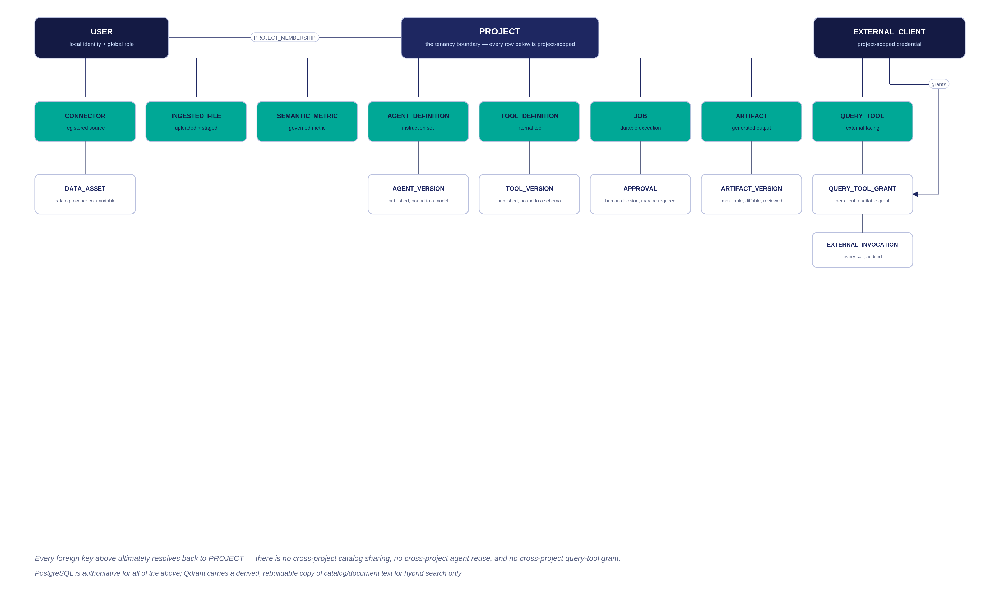 USER
local identity + global role
PROJECT_MEMBERSHIP
PROJECT
the tenancy boundary — every row below is project-scoped
EXTERNAL_CLIENT
project-scoped credential
grants
CONNECTOR
registered source
INGESTED_FILE
uploaded + staged
SEMANTIC_METRIC
governed metric
AGENT_DEFINITION
instruction set
TOOL_DEFINITION
internal tool
JOB
durable execution
ARTIFACT
generated output
QUERY_TOOL
external-facing
DATA_ASSET
catalog row per column/table
AGENT_VERSION
published, bound to a model
TOOL_VERSION
published, bound to a schema
APPROVAL
human decision, may be required
ARTIFACT_VERSION
immutable, diffable, reviewed
QUERY_TOOL_GRANT
per-client, auditable grant
EXTERNAL_INVOCATION
every call, audited
Every foreign key above ultimately resolves back to PROJECT — there is no cross-project catalog sharing, no cross-project agent reuse, and no cross-project query-tool grant.
PostgreSQL is authoritative for all of the above; Qdrant carries a derived, rebuildable copy of catalog/document text for hybrid search only.